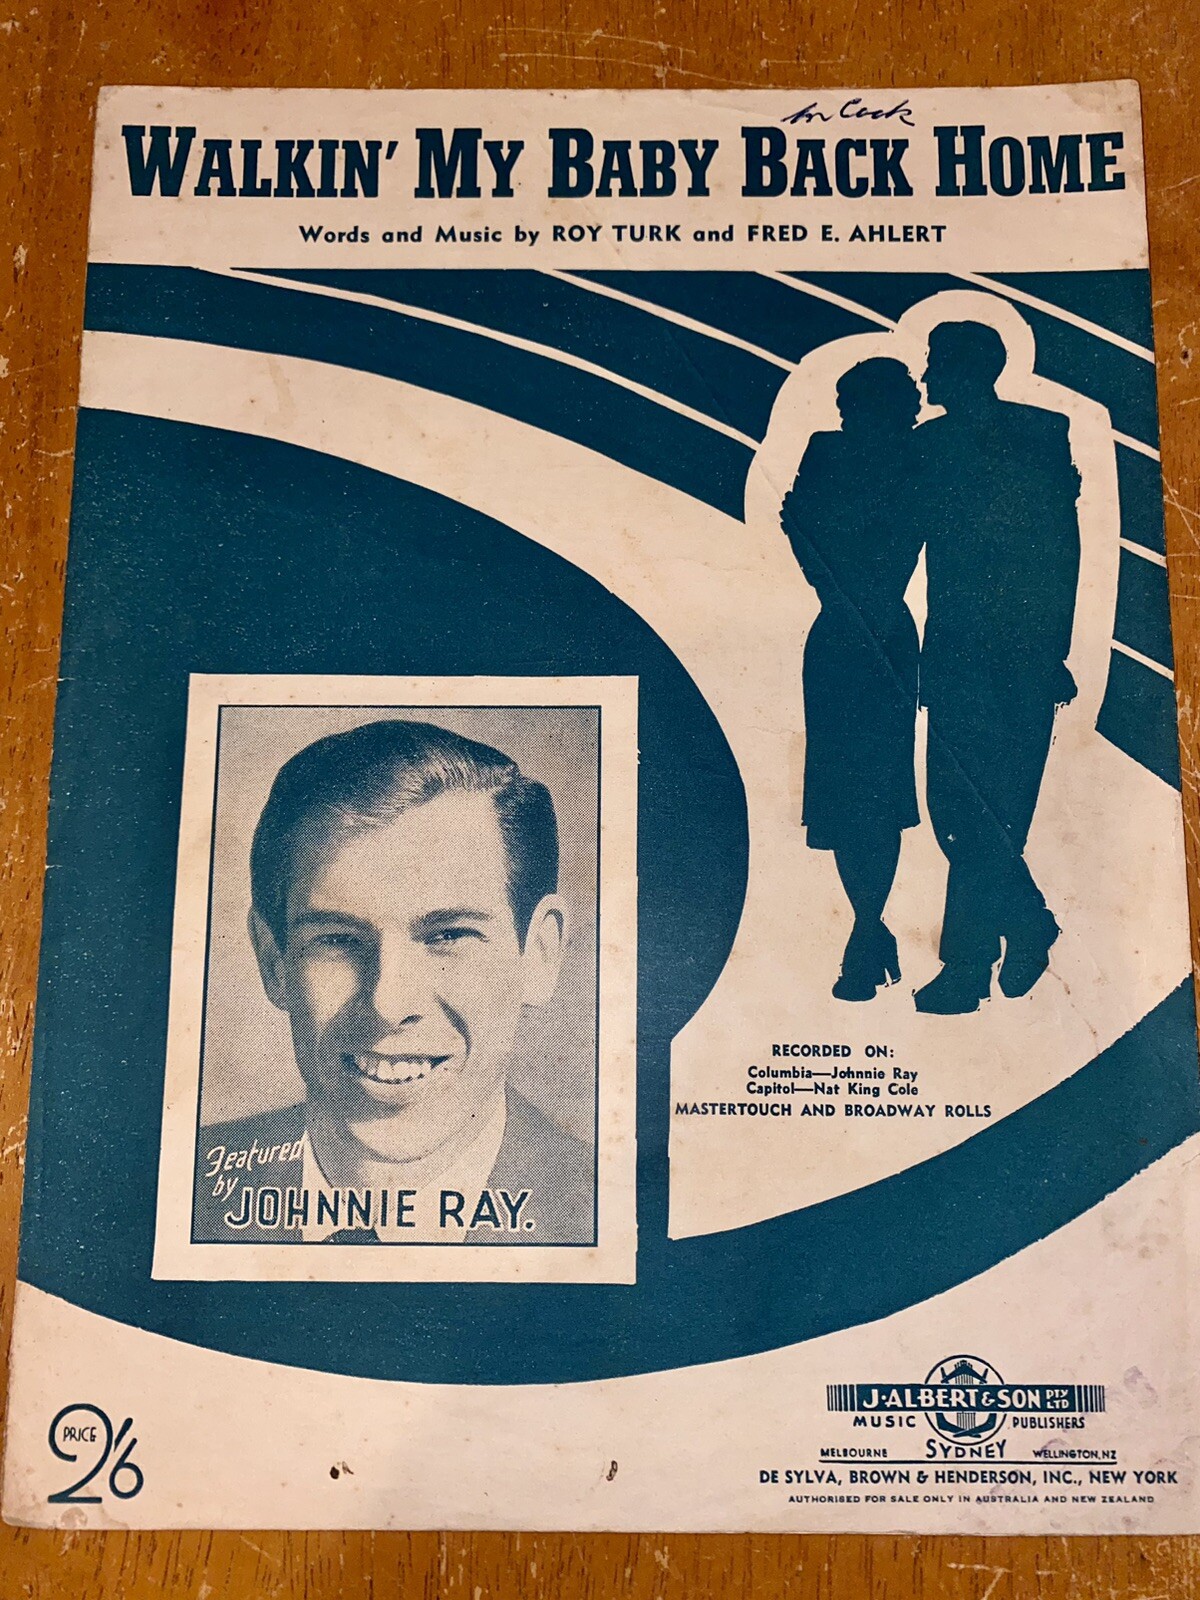 Cook
WALKIN' MY BABY BACK HOME
Words and Music by ROY TURK and FRED E. AHLERT
RECORDED ON:
Columbia—Johnnie Ray
Capitol—Nat King Cole
MASTERTOUCH AND BROADWAY ROLLS
Featured
by
JOHNNIE RAY.
PRICE
2/6
J. ALBERT & SON PTY LTD
MUSIC PUBLISHERS
MELBOURNE SYDNEY WELLINGTON, NZ
DE SYLVA, BROWN & HENDERSON, INC., NEW YORK
AUTHORISED FOR SALE ONLY IN AUSTRALIA AND NEW ZEALAND